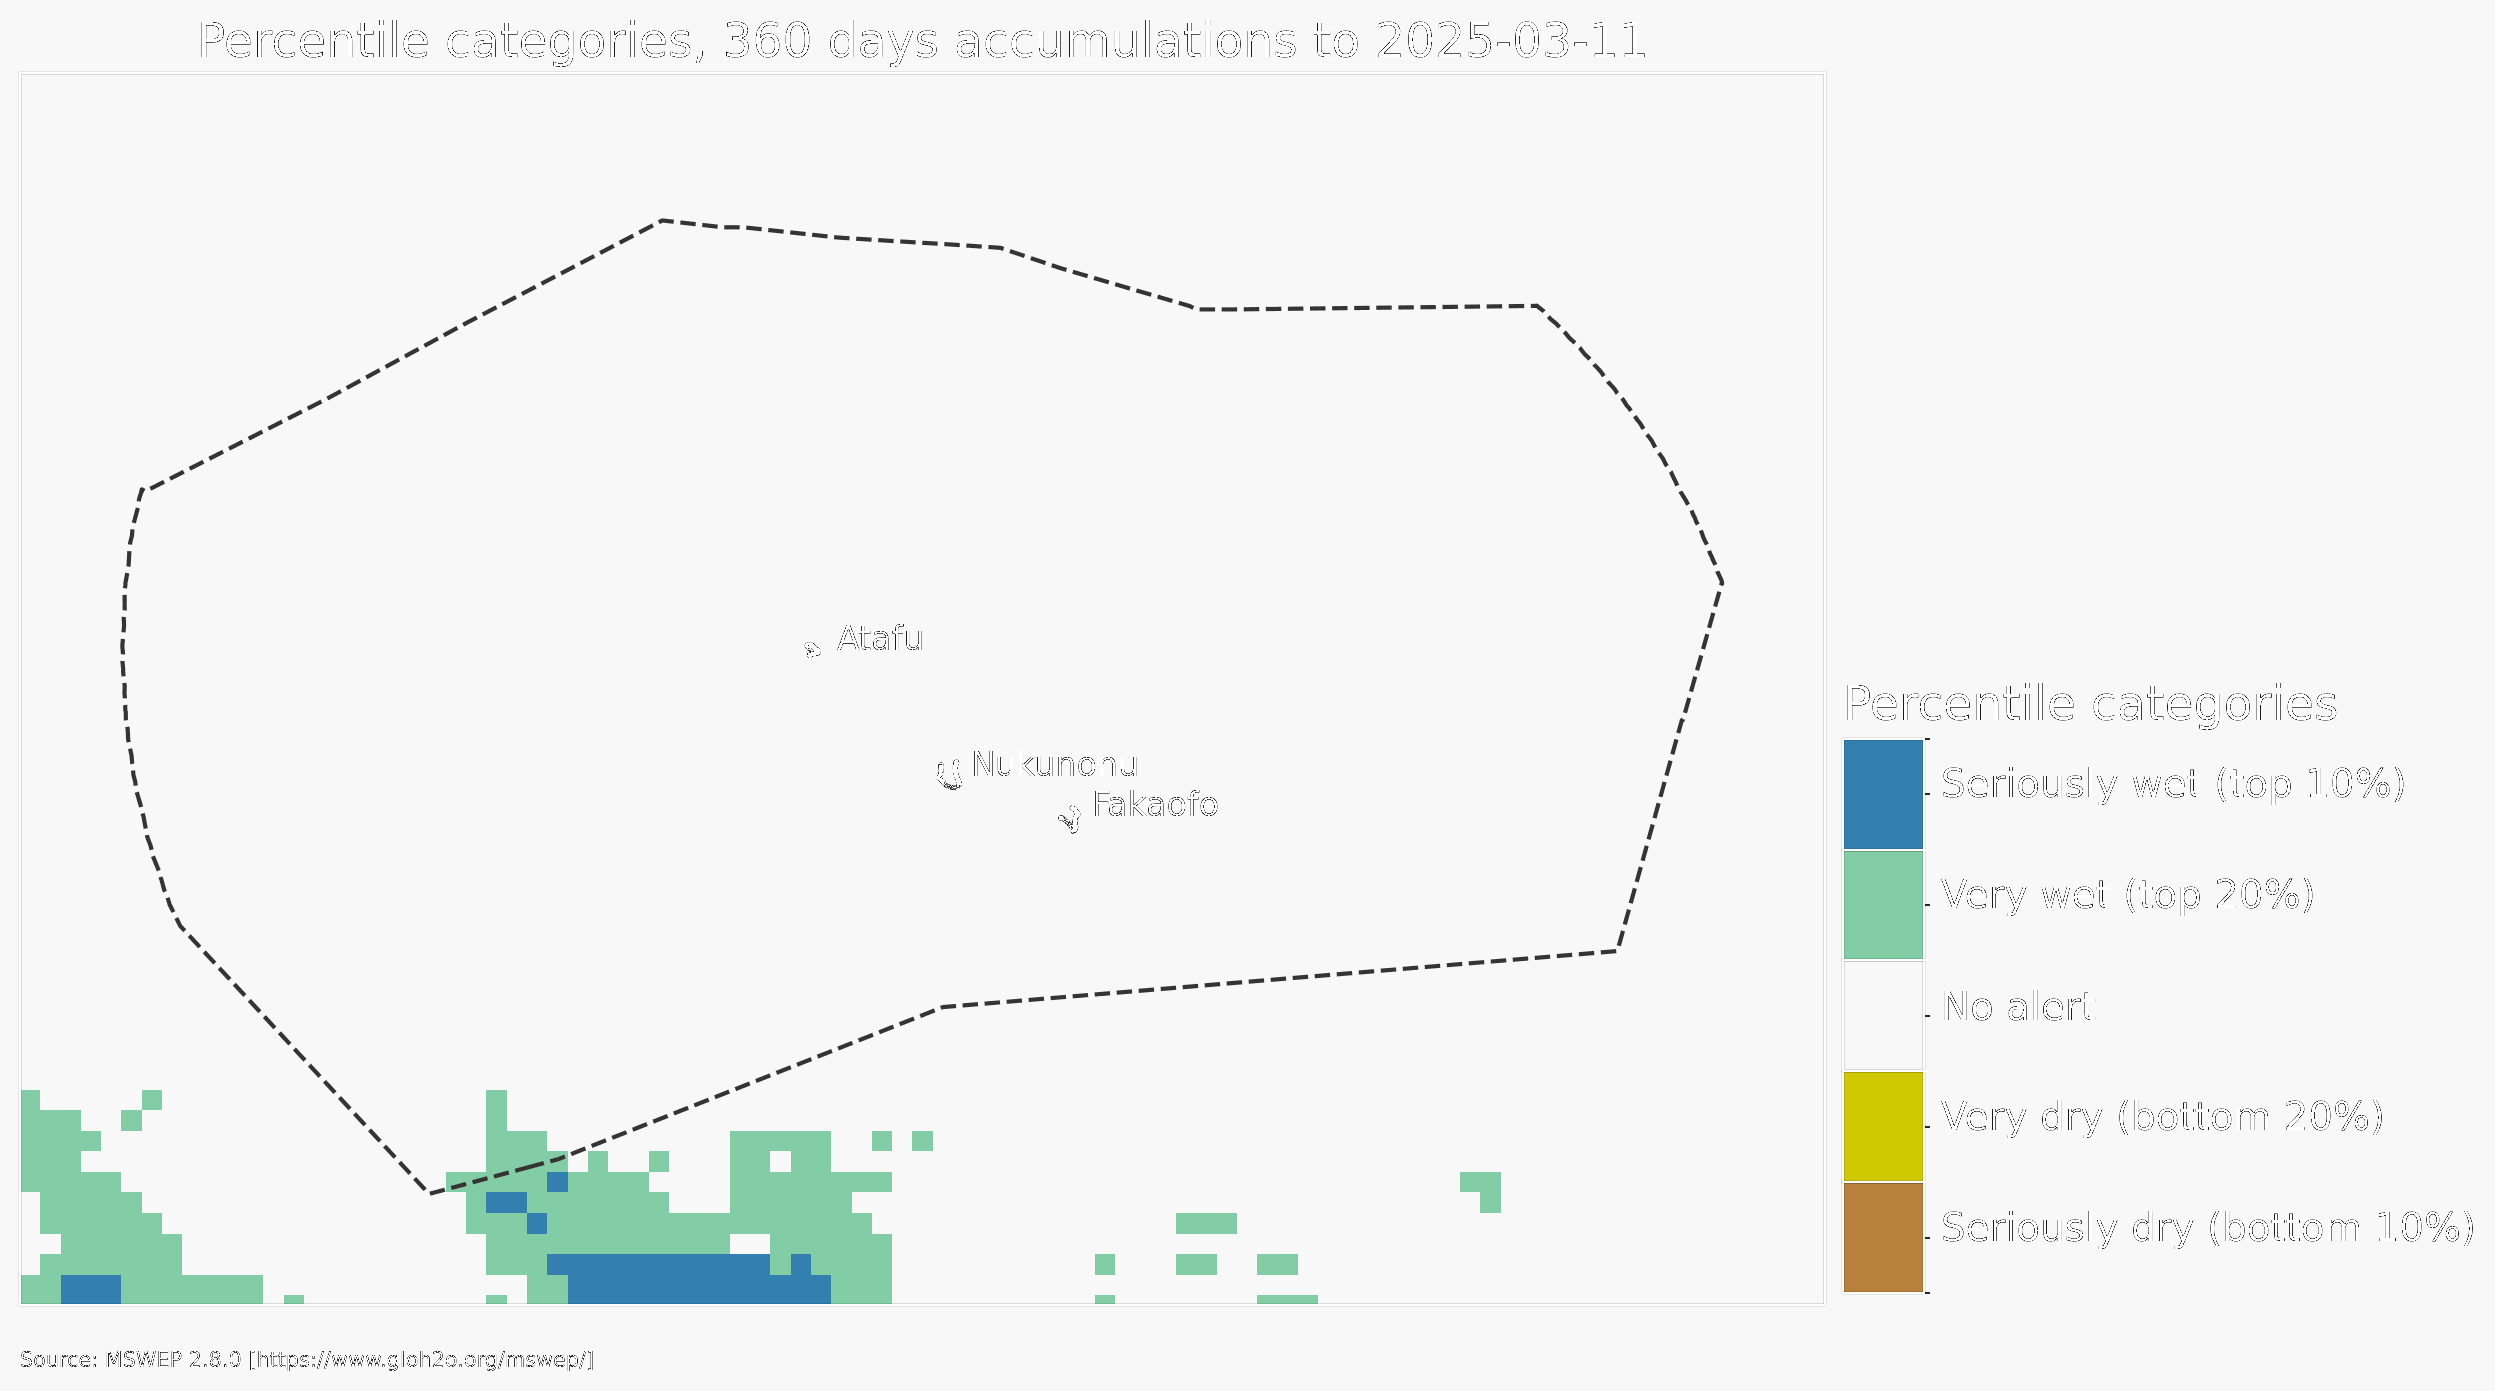 Percentile categories, 360 days accumulations to 2025-03-11
Atafu
Nukunonu
Fakaofo
Percentile categories
Seriously wet (top 10%)
Very wet (top 20%)
No alert
Very dry (bottom 20%)
Seriously dry (bottom 10%)
Source: MSWEP 2.8.0 [https://www.gloh2o.org/mswep/]